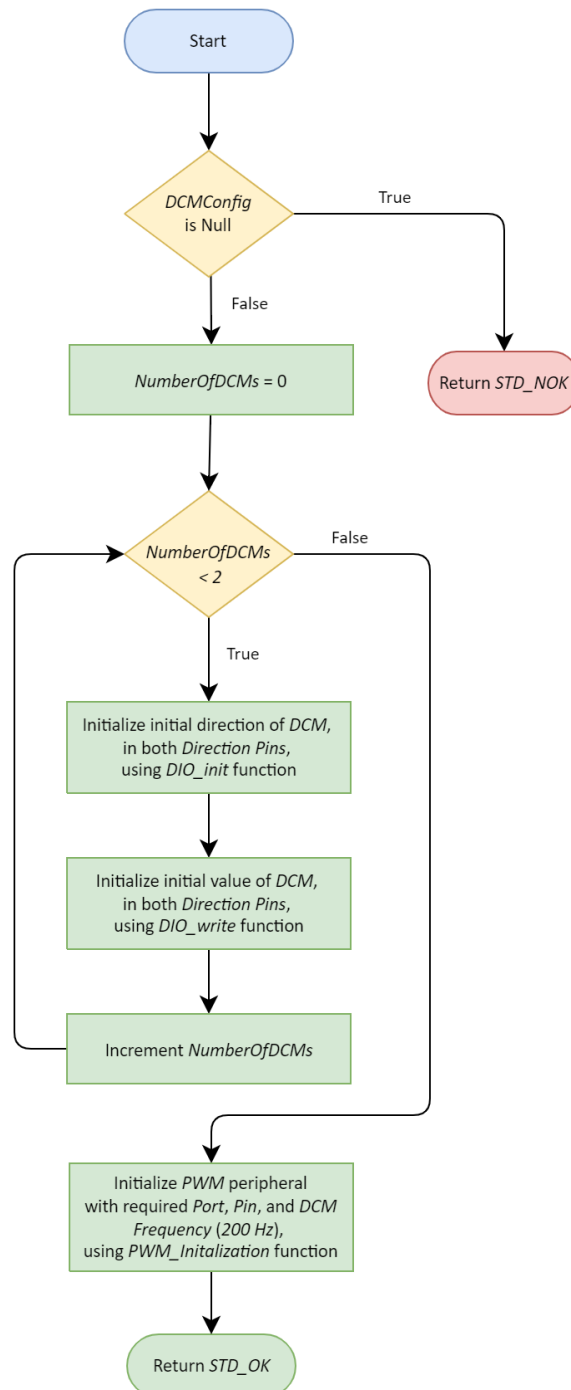 Start
DCMConfig
is Null
True
False
NumberOfDCMs = 0
Return STD_NOK
NumberOfDCMs
< 2
False
True
Initialize initial direction of DCM,
in both Direction Pins,
using DIO_init function
Initialize initial value of DCM,
in both Direction Pins,
using DIO_write function
Increment NumberOfDCMs
Initialize PWM peripheral
with required Port, Pin, and DCM
Frequency (200 Hz),
using PWM_Initalization function
Return STD_OK